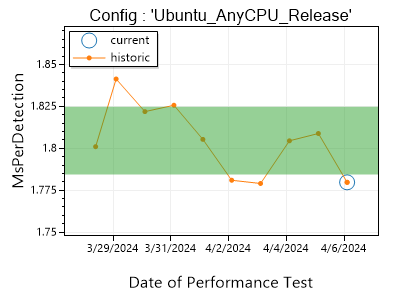 Config : 'Ubuntu_AnyCPU_Release'
current
historic
1.85
1.825
1.8
1.775
1.75
MsPerDetection
3/29/2024 3/31/2024 4/2/2024 4/4/2024 4/6/2024
Date of Performance Test